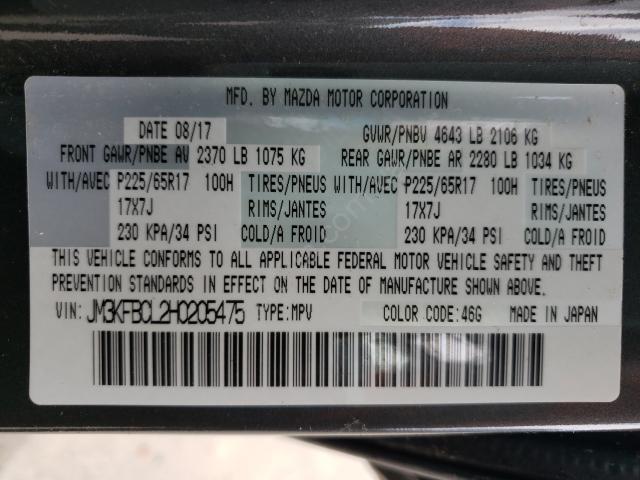 MFD. BY MAZDA MOTOR CORPORATION
DATE 08/17 GVWR/PNBV 4643 LB 2106 KG
FRONT GAWR/PNBE AV 2370 LB 1075 KG REAR GAWR/PNBE AR 2280 LB 1034 KG
WITH/AVEC P225/65R17 100H TIRES/PNEUS WITH/AVEC P225/65R17 100H TIRES/PNEUS
17X7J RIMS/JANTES 17X7J RIMS/JANTES
230 KPA/34 PSI COLD/A FROID 230 KPA/34 PSI COLD/A FROID
THIS VEHICLE CONFORMS TO ALL APPLICABLE FEDERAL MOTOR VEHICLE SAFETY AND THEFT
PREVENTION STANDARDS IN EFFECT ON THE DATE OF MANUFACTURE SHOWN ABOVE.
VIN: JM3KFBCL2H0205475 TYPE: MPV COLOR CODE: 46G MADE IN JAPAN